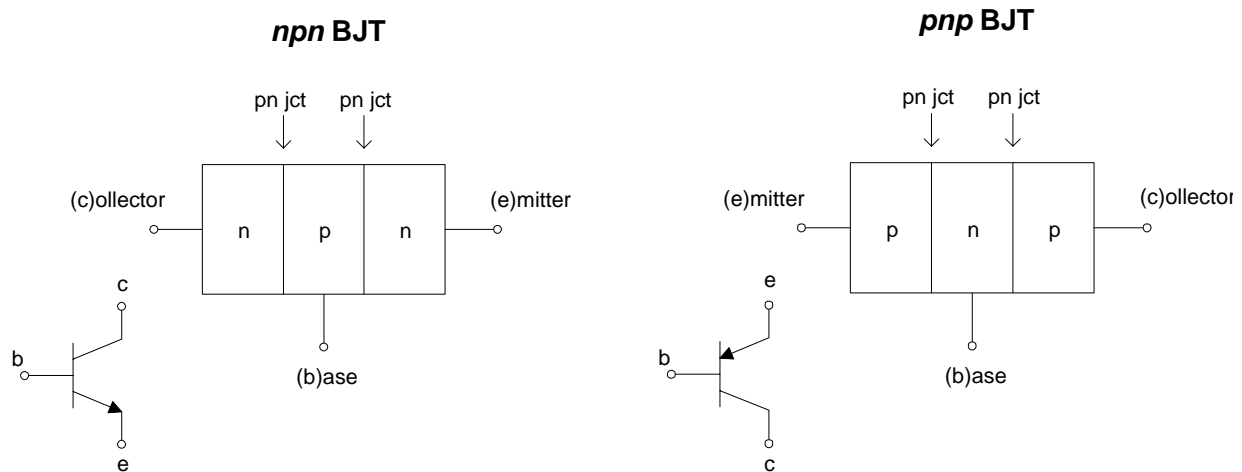 npn BJT
pn jct pn jct
(c)ollector
(e)mitter
n p n
(b)ase
c
b
e
pnp BJT
pn jct pn jct
(e)mitter
(c)ollector
p n p
(b)ase
e
b
c